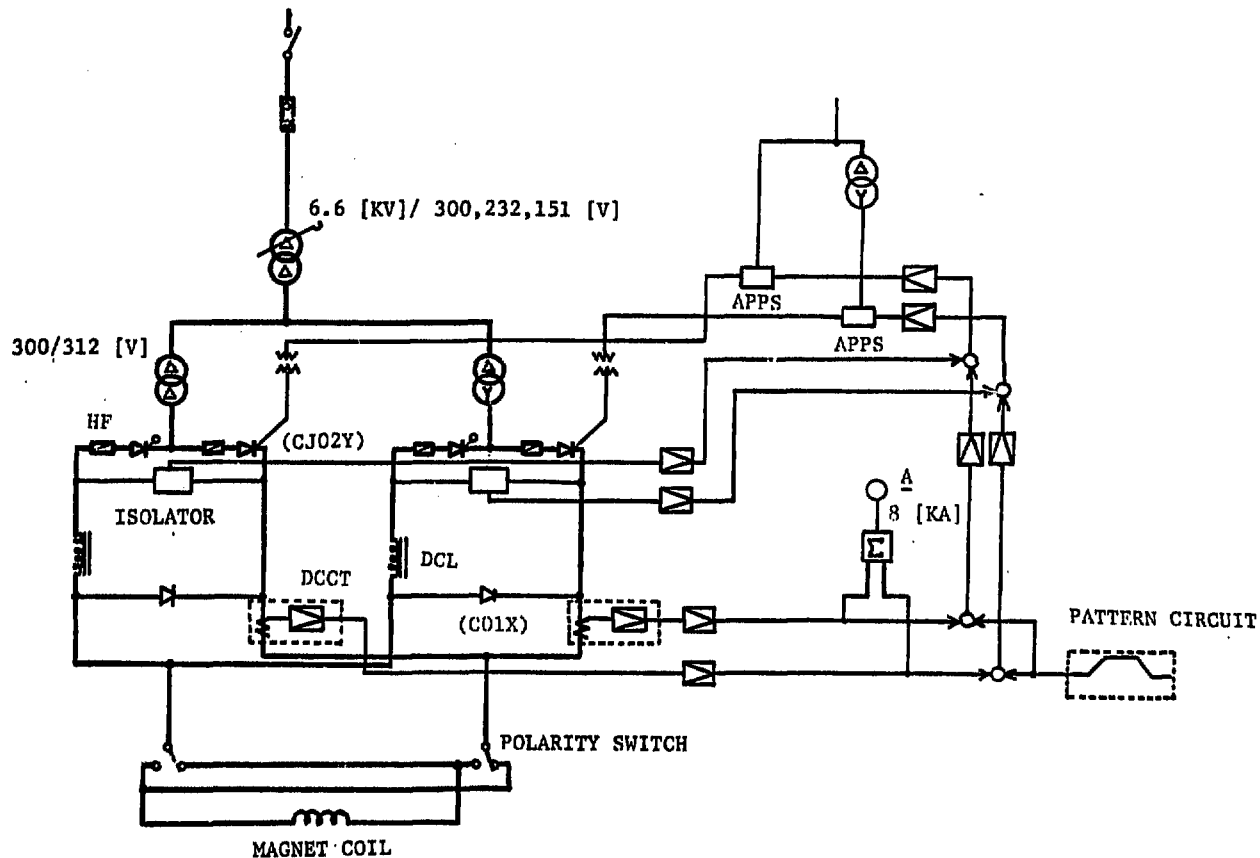 6.6 [KV]/ 300,232,151 [V]
Δ
Δ
Δ
Y
APPS
APPS
300/312 [V]
Δ
Δ
Δ
Y
HF
(CJ02Y)
ISOLATOR
A
8 [KA]
Σ
DCL
DCCT
(C01X)
PATTERN CIRCUIT
POLARITY SWITCH
MAGNET COIL